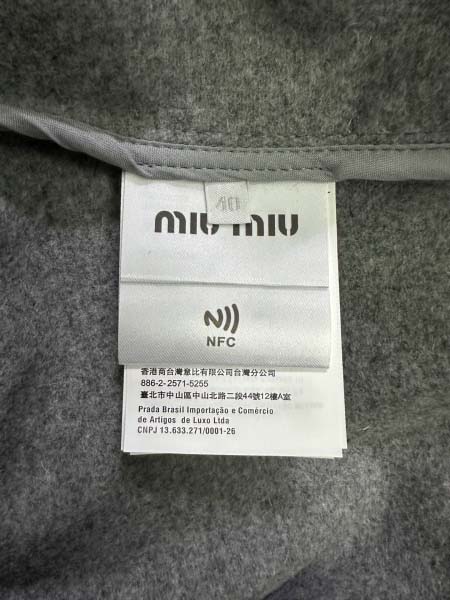 40
miu miu
NFC
香港商台灣意比有限公司台灣分公司
886-2-2571-5255
臺北市中山區中山北路二段44號12樓A室
Prada Brasil Importação e Comércio
de Artigos de Luxo Ltda
CNPJ 13.633.271/0001-26